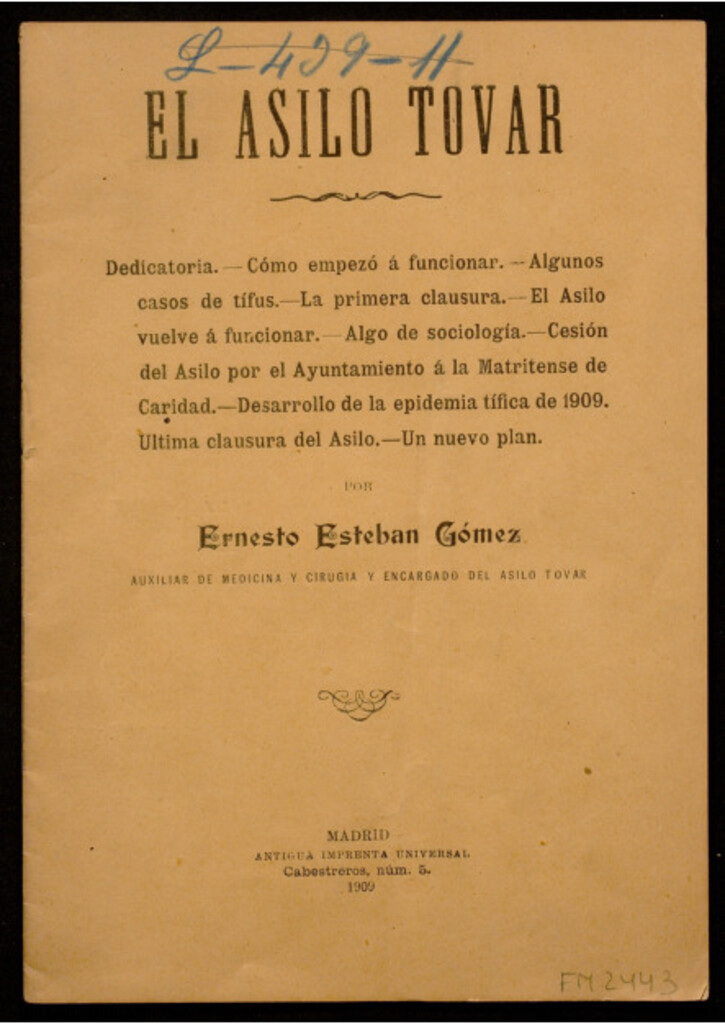 L-439-11
EL ASILO TOVAR
Dedicatoria.—Cómo empezó á funcionar.—Algunos
casos de tífus.—La primera clausura.—El Asilo
vuelve á funcionar.—Algo de sociología.—Cesión
del Asilo por el Ayuntamiento á la Matritense de
Caridad.—Desarrollo de la epidemia tífica de 1909.
Ultima clausura del Asilo.—Un nuevo plan.
POR
Ernesto Esteban Gómez
AUXILIAR DE MEDICINA Y CIRUGIA Y ENCARGADO DEL ASILO TOVAR
MADRID
ANTIGUA IMPRENTA UNIVERSAL
Cabestreros, núm. 5.
1909
FM2443